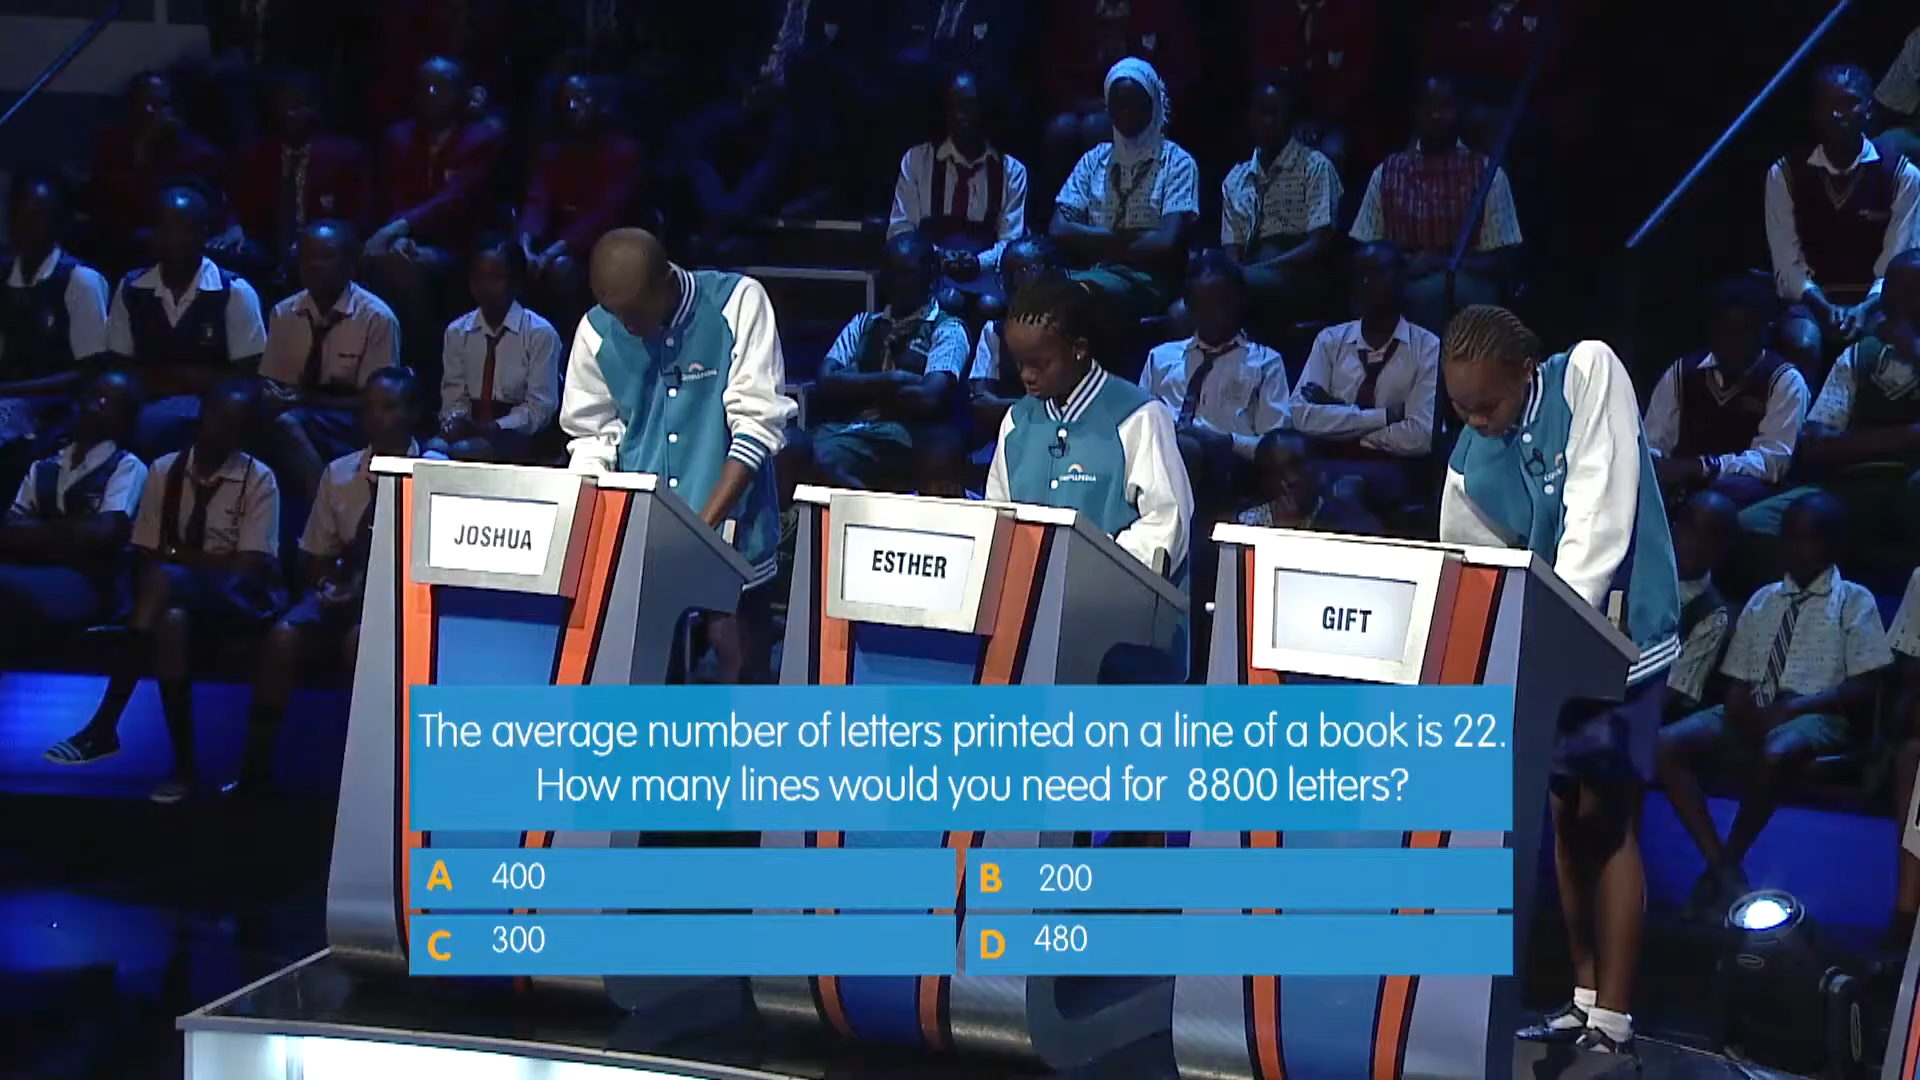 JOSHUA
ESTHER
GIFT
The average number of letters printed on a line of a book is 22.
How many lines would you need for 8800 letters?
A 400
B 200
C 300
D 480